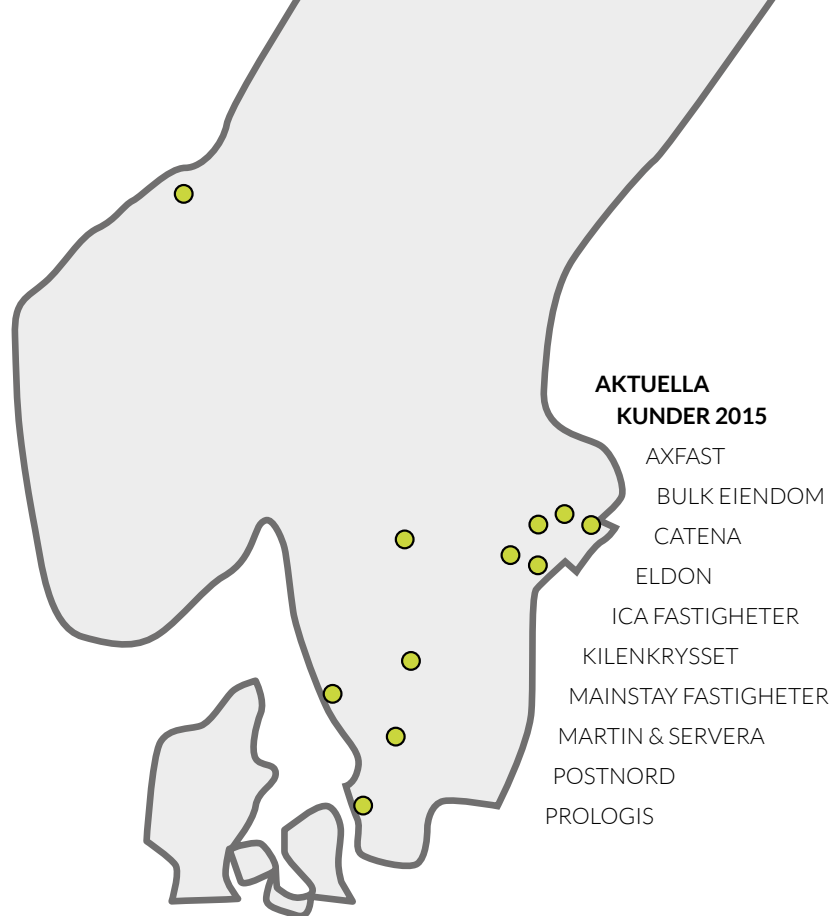 AKTUELLA
KUNDER 2015
AXFAST
BULK EIENDOM
CATENA
ELDON
ICA FASTIGHETER
KILENKRYSSET
MAINSTAY FASTIGHETER
MARTIN & SERVERA
POSTNORD
PROLOGIS